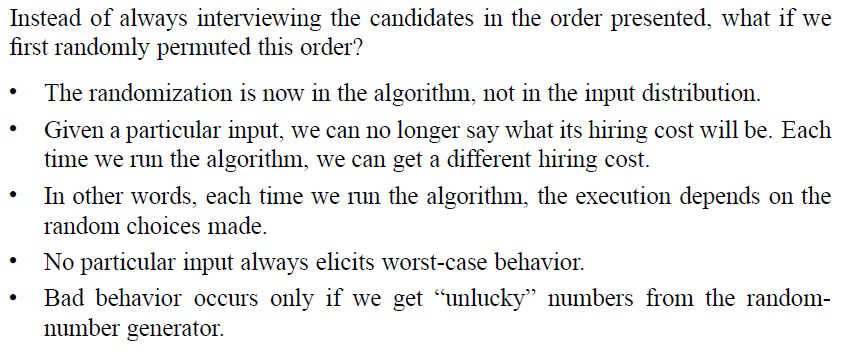 Instead of always interviewing the candidates in the order presented, what if we
first randomly permuted this order?
• The randomization is now in the algorithm, not in the input distribution.
• Given a particular input, we can no longer say what its hiring cost will be. Each
time we run the algorithm, we can get a different hiring cost.
• In other words, each time we run the algorithm, the execution depends on the
random choices made.
• No particular input always elicits worst-case behavior.
• Bad behavior occurs only if we get “unlucky” numbers from the random-
number generator.